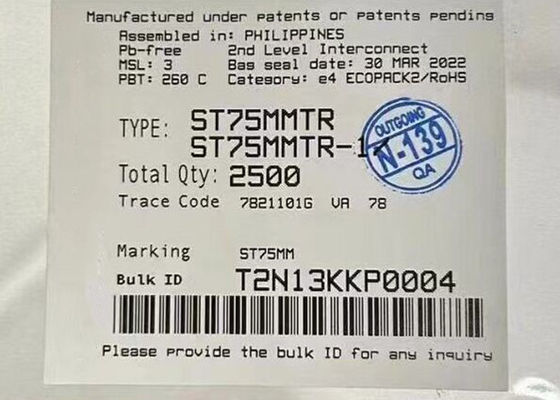 Manufactured under patents or patents pending
Assembled in: PHILIPPINES
Pb-free 2nd Level Interconnect
MSL: 3 Bag seal date: 30 MAR 2022
PBT: 260 C Category: e4 ECOPACK2/RoHS
TYPE: ST75MMTR
ST75MMTR-1
OUTGOING
N-139
QA
Total Qty: 2500
Trace Code 7821101G VA 78
Marking ST75MM
Bulk ID T2N13KKP0004
Please provide the bulk ID for any inquiry